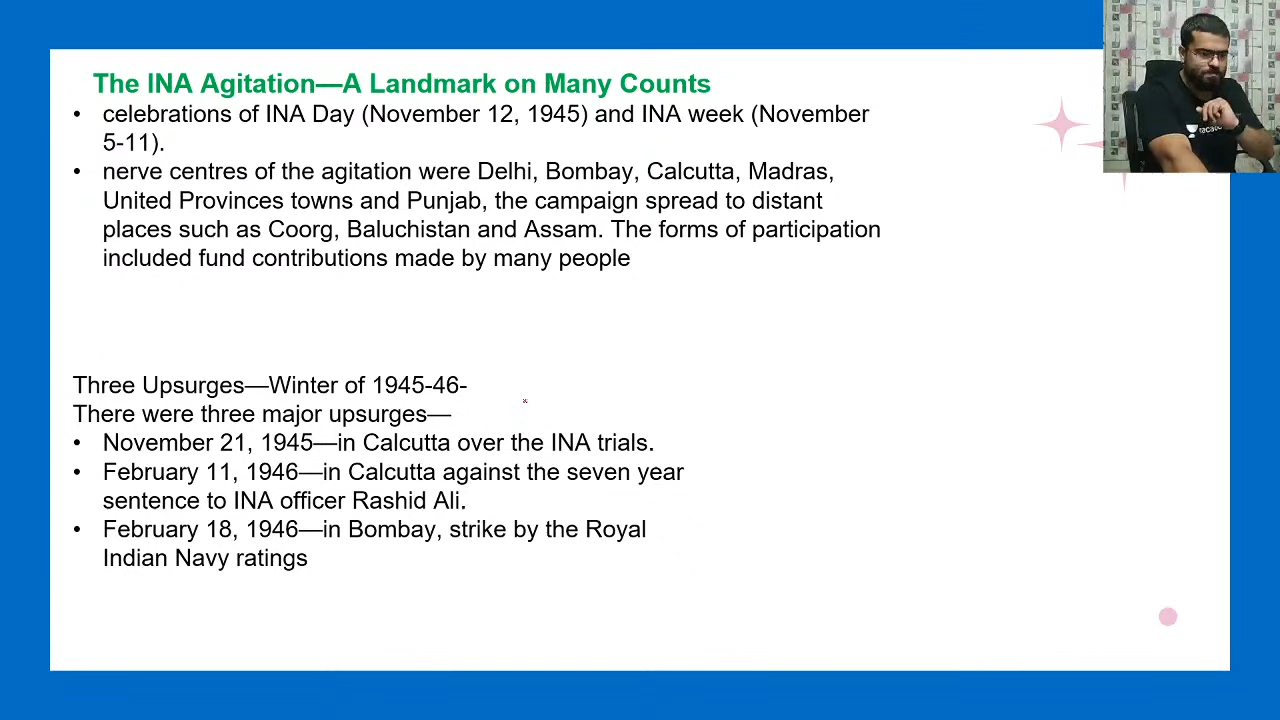 The INA Agitation—A Landmark on Many Counts
• celebrations of INA Day (November 12, 1945) and INA week (November
5-11).
• nerve centres of the agitation were Delhi, Bombay, Calcutta, Madras,
United Provinces towns and Punjab, the campaign spread to distant
places such as Coorg, Baluchistan and Assam. The forms of participation
included fund contributions made by many people
Three Upsurges—Winter of 1945-46-
There were three major upsurges—
• November 21, 1945—in Calcutta over the INA trials.
• February 11, 1946—in Calcutta against the seven year
sentence to INA officer Rashid Ali.
• February 18, 1946—in Bombay, strike by the Royal
Indian Navy ratings